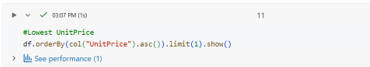 03:07 PM (1s)
11
#Lowest UnitPrice
df.orderBy(col("UnitPrice").asc()).limit(1).show()
See performance (1)